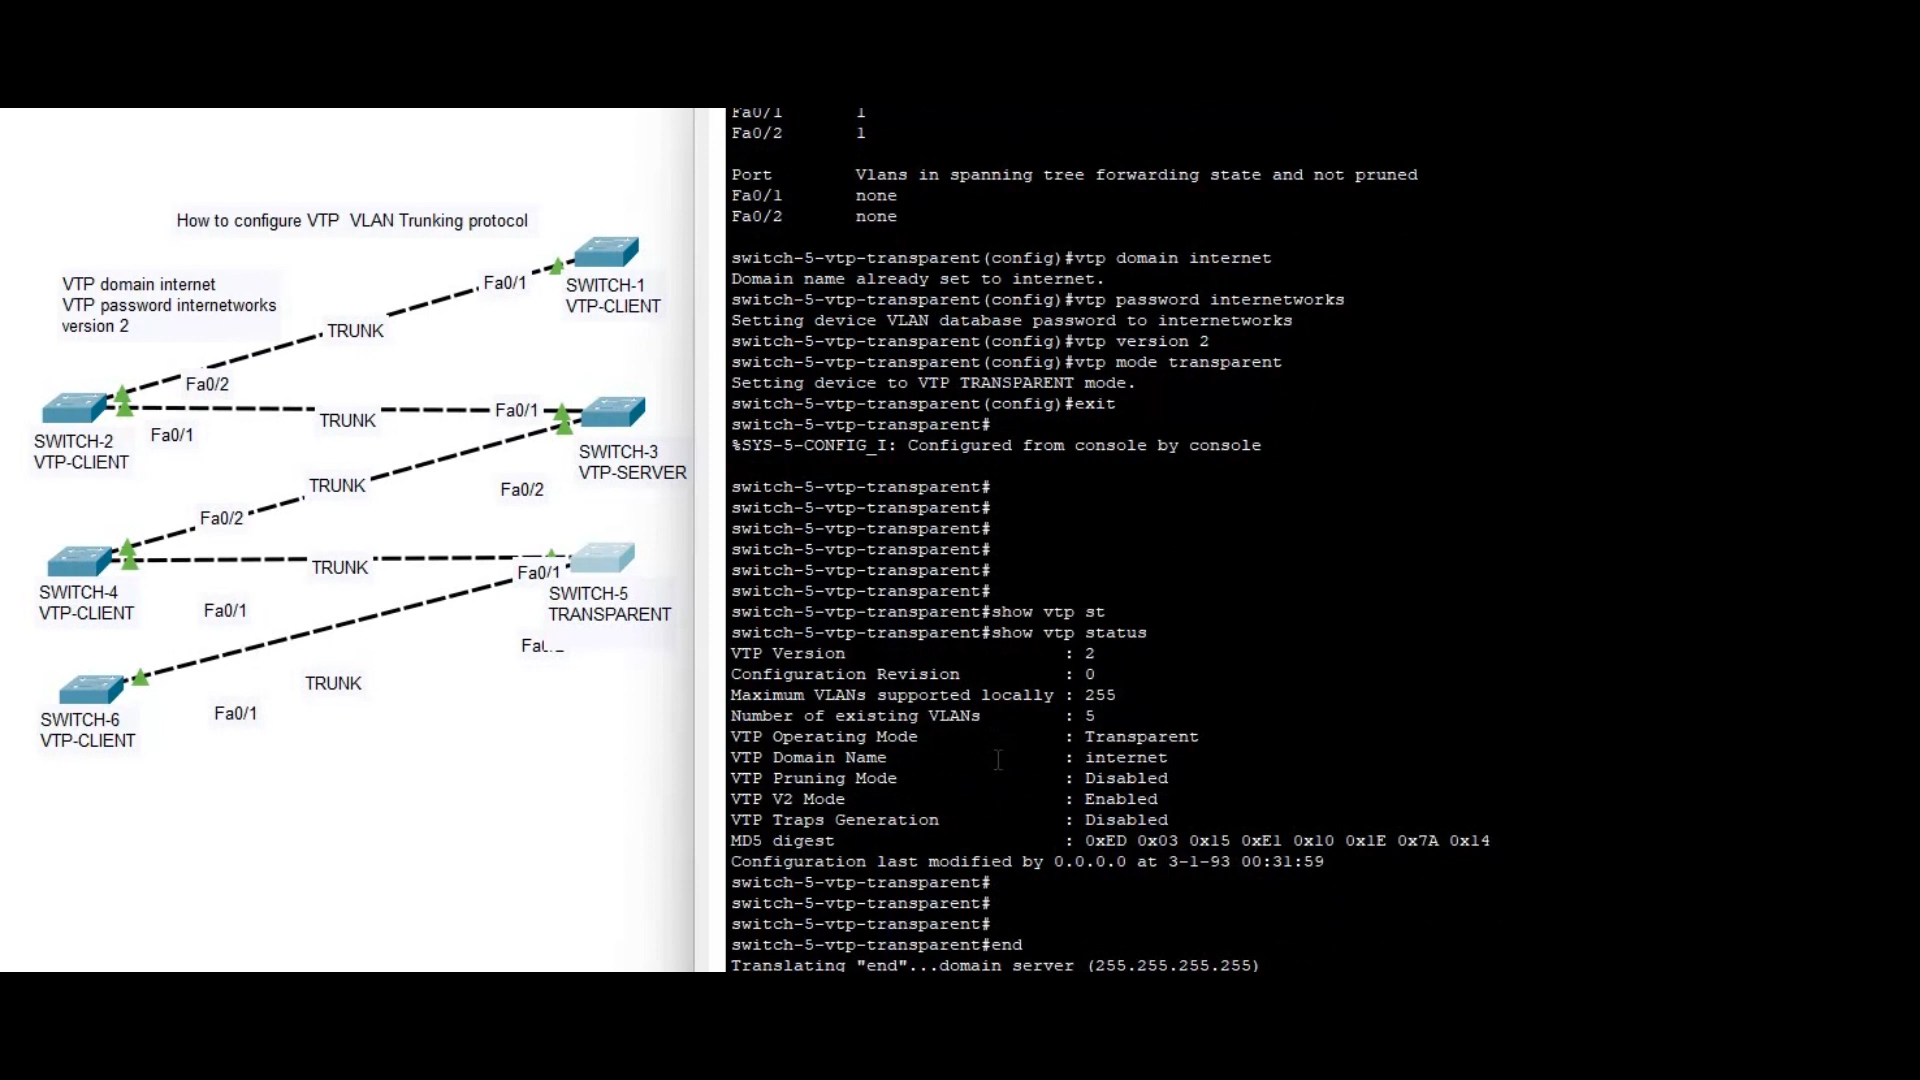 How to configure VTP  VLAN Trunking protocol
VTP domain internet
VTP password internetworks
version 2
Fa0/1
SWITCH-1
VTP-CLIENT
TRUNK
Fa0/2
Fa0/1
TRUNK
SWITCH-2
VTP-CLIENT
Fa0/1
SWITCH-3
VTP-SERVER
TRUNK
Fa0/2
Fa0/2
TRUNK
Fa0/1
SWITCH-4
VTP-CLIENT
Fa0/1
SWITCH-5
TRANSPARENT
TRUNK
Fa0/1
SWITCH-6
VTP-CLIENT
Fa0/1 1
Fa0/2 1
Port Vlans in spanning tree forwarding state and not pruned
Fa0/1 none
Fa0/2 none
switch-5-vtp-transparent(config)#vtp domain internet
Domain name already set to internet.
switch-5-vtp-transparent(config)#vtp password internetworks
Setting device VLAN database password to internetworks
switch-5-vtp-transparent(config)#vtp version 2
switch-5-vtp-transparent(config)#vtp mode transparent
Setting device to VTP TRANSPARENT mode.
switch-5-vtp-transparent(config)#exit
switch-5-vtp-transparent#
%SYS-5-CONFIG_I: Configured from console by console
switch-5-vtp-transparent#
switch-5-vtp-transparent#
switch-5-vtp-transparent#
switch-5-vtp-transparent#
switch-5-vtp-transparent#
switch-5-vtp-transparent#
switch-5-vtp-transparent#show vtp st
switch-5-vtp-transparent#show vtp status
VTP Version : 2
Configuration Revision : 0
Maximum VLANs supported locally : 255
Number of existing VLANs : 5
VTP Operating Mode : Transparent
VTP Domain Name : internet
VTP Pruning Mode : Disabled
VTP V2 Mode : Enabled
VTP Traps Generation : Disabled
MD5 digest : 0xED 0x03 0x15 0xE1 0x10 0x1E 0x7A 0x14
Configuration last modified by 0.0.0.0 at 3-1-93 00:31:59
switch-5-vtp-transparent#
switch-5-vtp-transparent#
switch-5-vtp-transparent#
switch-5-vtp-transparent#end
Translating "end"...domain server (255.255.255.255)